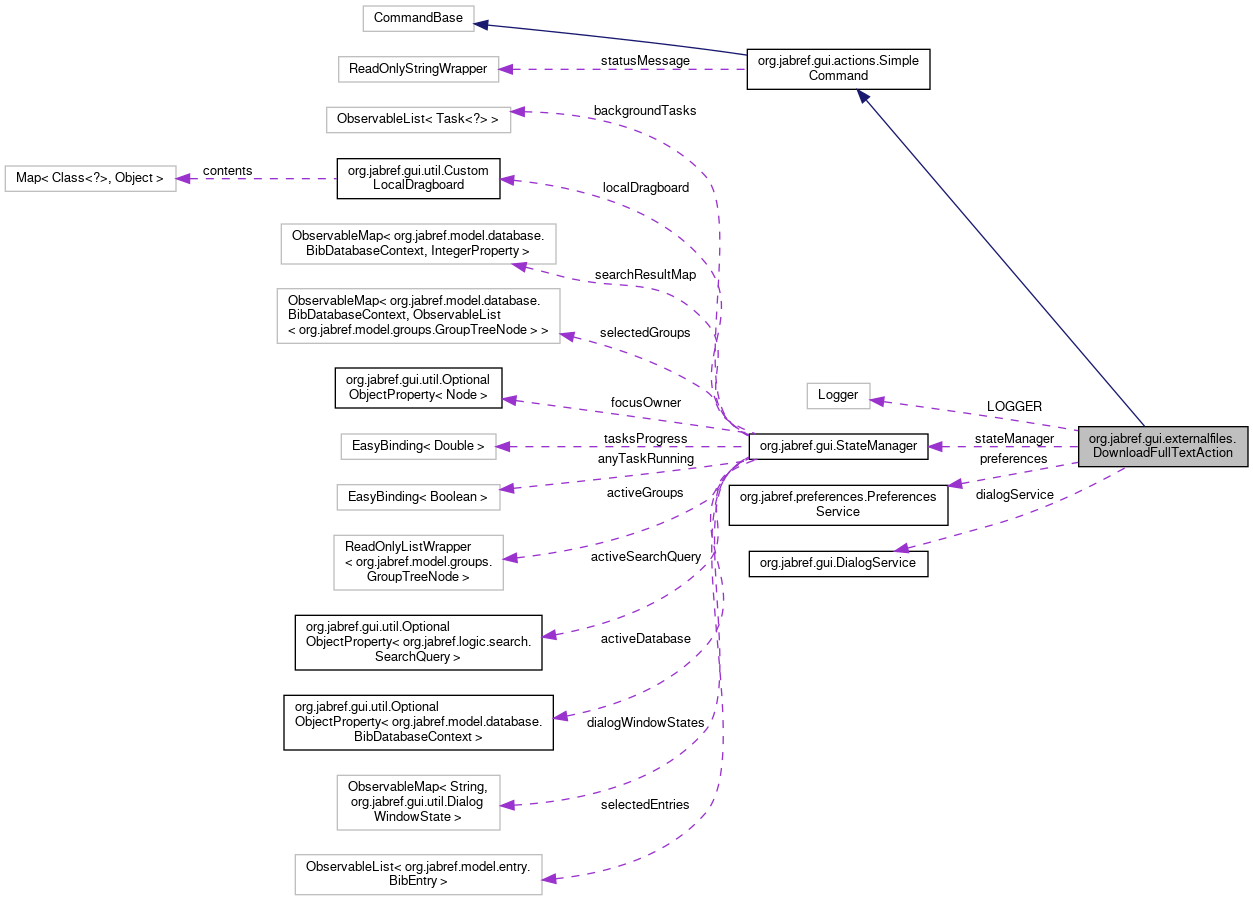 CommandBase
org.jabref.gui.actions.Simple
Command
statusMessage
ReadOnlyStringWrapper
backgroundTasks
ObservableList< Task<?> >
contents
Map< Class<?>, Object >
org.jabref.gui.util.Custom
LocalDragboard
localDragboard
ObservableMap< org.jabref.model.database.
BibDatabaseContext, IntegerProperty >
searchResultMap
ObservableMap< org.jabref.model.database.
BibDatabaseContext, ObservableList
< org.jabref.model.groups.GroupTreeNode > >
selectedGroups
org.jabref.gui.util.Optional
ObjectProperty< Node >
focusOwner
Logger
LOGGER
EasyBinding< Double >
tasksProgress
org.jabref.gui.StateManager
stateManager
org.jabref.gui.externalfiles.
DownloadFullTextAction
anyTaskRunning
preferences
EasyBinding< Boolean >
activeGroups
org.jabref.preferences.Preferences
Service
dialogService
ReadOnlyListWrapper
< org.jabref.model.groups.
GroupTreeNode >
activeSearchQuery
org.jabref.gui.DialogService
org.jabref.gui.util.Optional
ObjectProperty< org.jabref.logic.search.
SearchQuery >
activeDatabase
org.jabref.gui.util.Optional
ObjectProperty< org.jabref.model.database.
BibDatabaseContext >
dialogWindowStates
ObservableMap< String,
org.jabref.gui.util.Dialog
WindowState >
selectedEntries
ObservableList< org.jabref.model.entry.
BibEntry >